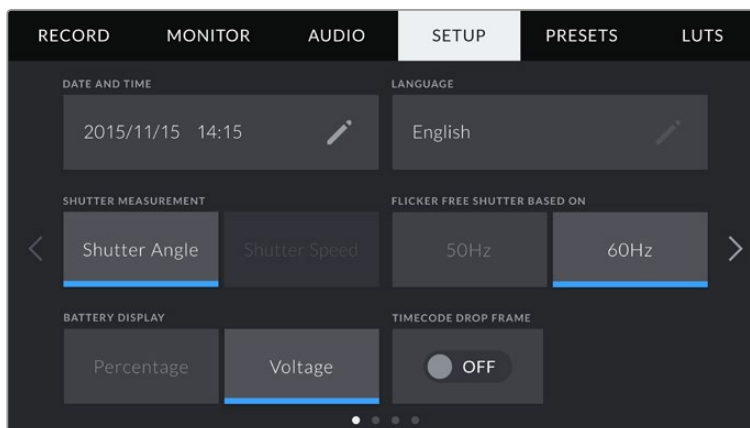 RECORD MONITOR AUDIO SETUP PRESETS LUTS
DATE AND TIME LANGUAGE
2015/11/15 14:15 English
SHUTTER MEASUREMENT FLICKER FREE SHUTTER BASED ON
Shutter Angle Shutter Speed 50Hz 60Hz
BATTERY DISPLAY TIMECODE DROP FRAME
Percentage Voltage OFF